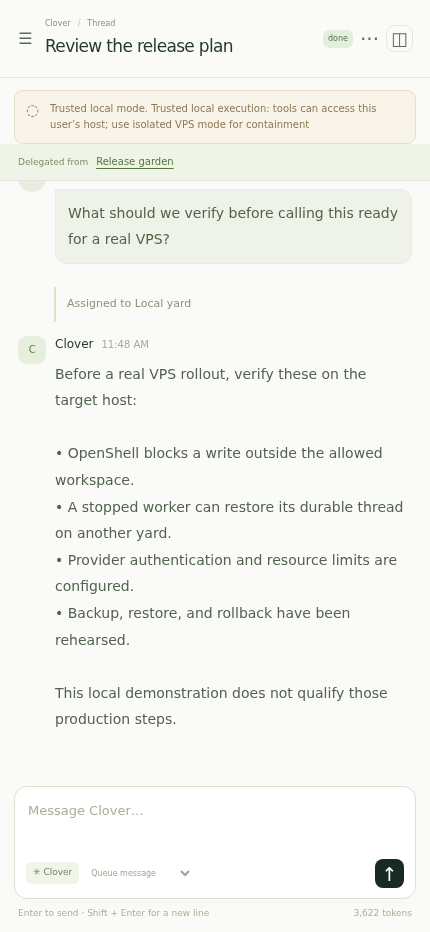 Clover / Thread
Review the release plan
done
Trusted local mode. Trusted local execution: tools can access this
user's host; use isolated VPS mode for containment
Delegated from Release garden
What should we verify before calling this ready
for a real VPS?
Assigned to Local yard
C Clover 11:48 AM
Before a real VPS rollout, verify these on the
target host:
• OpenShell blocks a write outside the allowed
workspace.
• A stopped worker can restore its durable thread
on another yard.
• Provider authentication and resource limits are
configured.
• Backup, restore, and rollback have been
rehearsed.
This local demonstration does not qualify those
production steps.
Message Clover…
✳ Clover Queue message
Enter to send · Shift + Enter for a new line 3,622 tokens